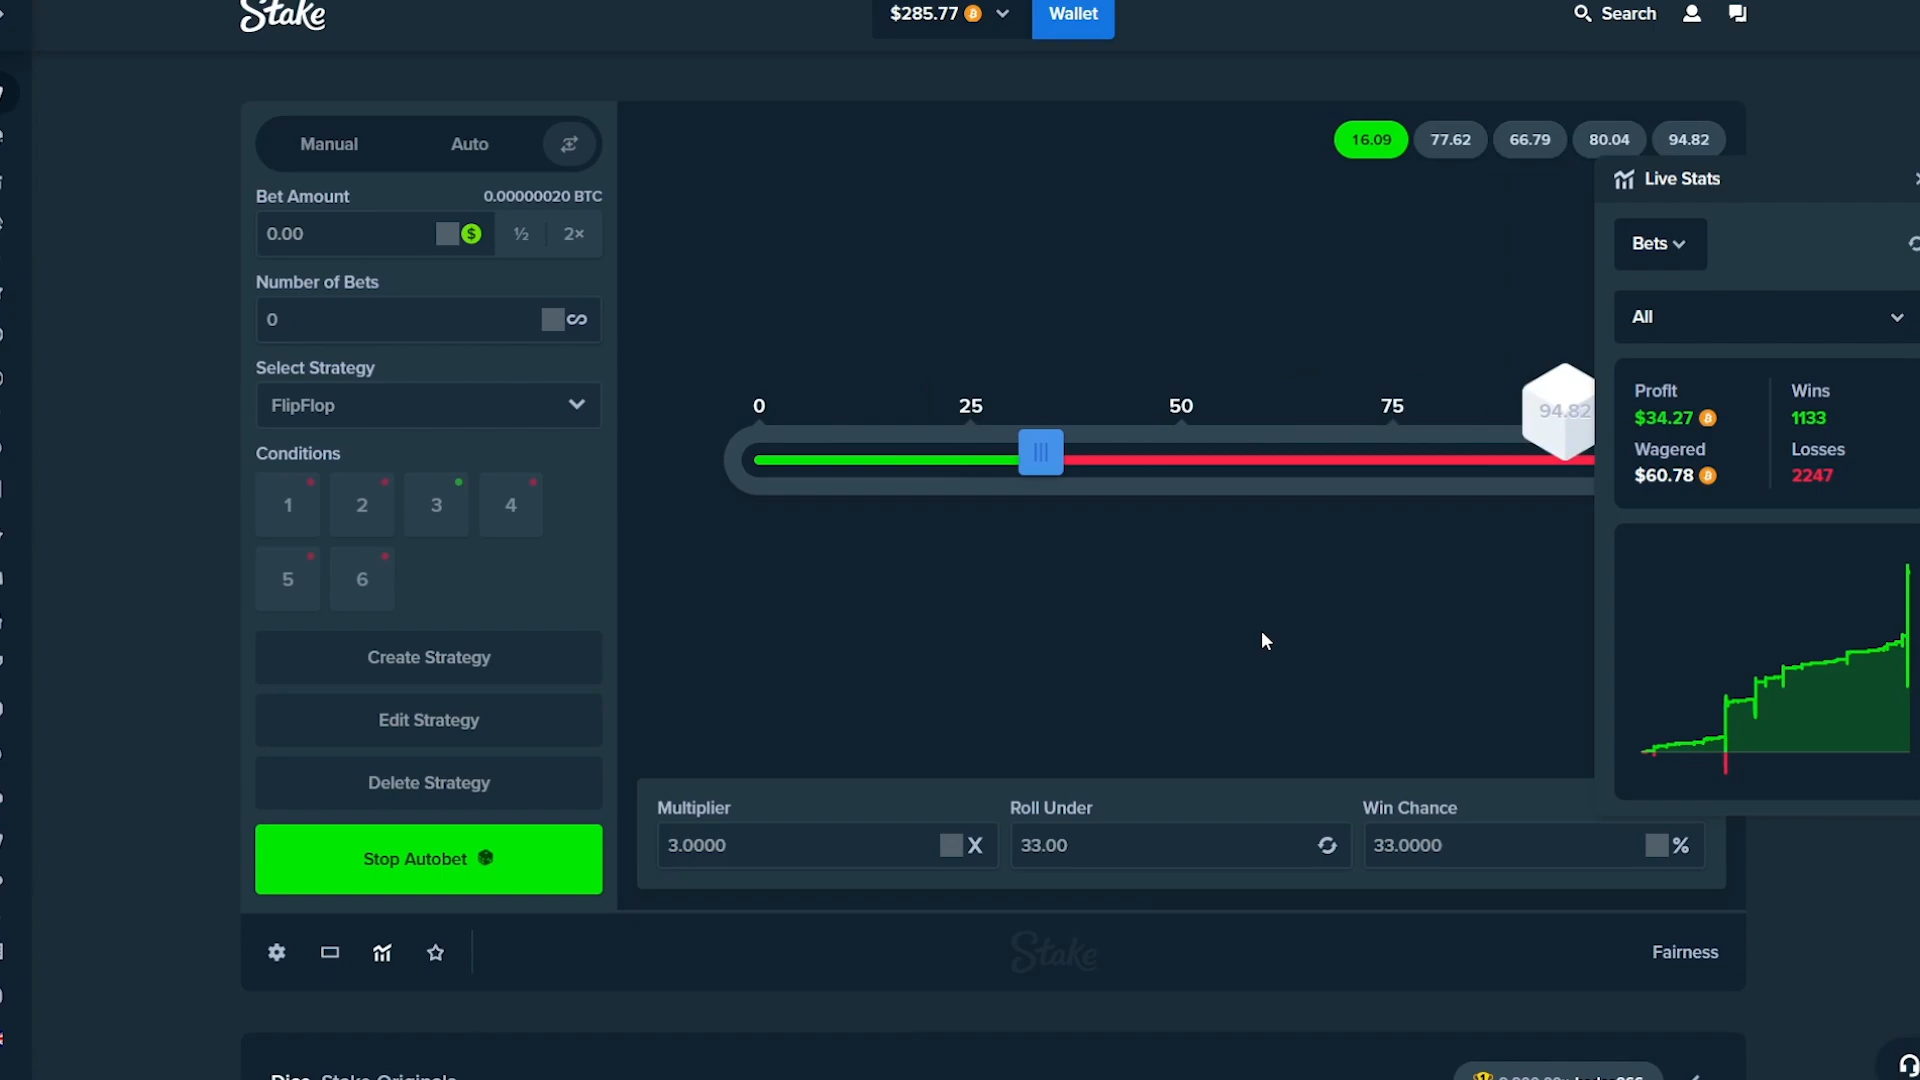 Stake
$285.77
Wallet
Search
Manual
Auto
16.09
77.62
66.79
80.04
94.82
Live Stats
Bet Amount
0.00000020 BTC
0.00
$
½
2×
Bets
Number of Bets
0
∞
All
Select Strategy
FlipFlop
0
25
50
75
94.82
Profit
$34.27
Wins
1133
Wagered
$60.78
Losses
2247
Conditions
1
2
3
4
5
6
Create Strategy
Edit Strategy
Delete Strategy
Stop Autobet
Multiplier
3.0000
X
Roll Under
33.00
Win Chance
33.0000
%
Stake
Fairness
Dice Stake Originals